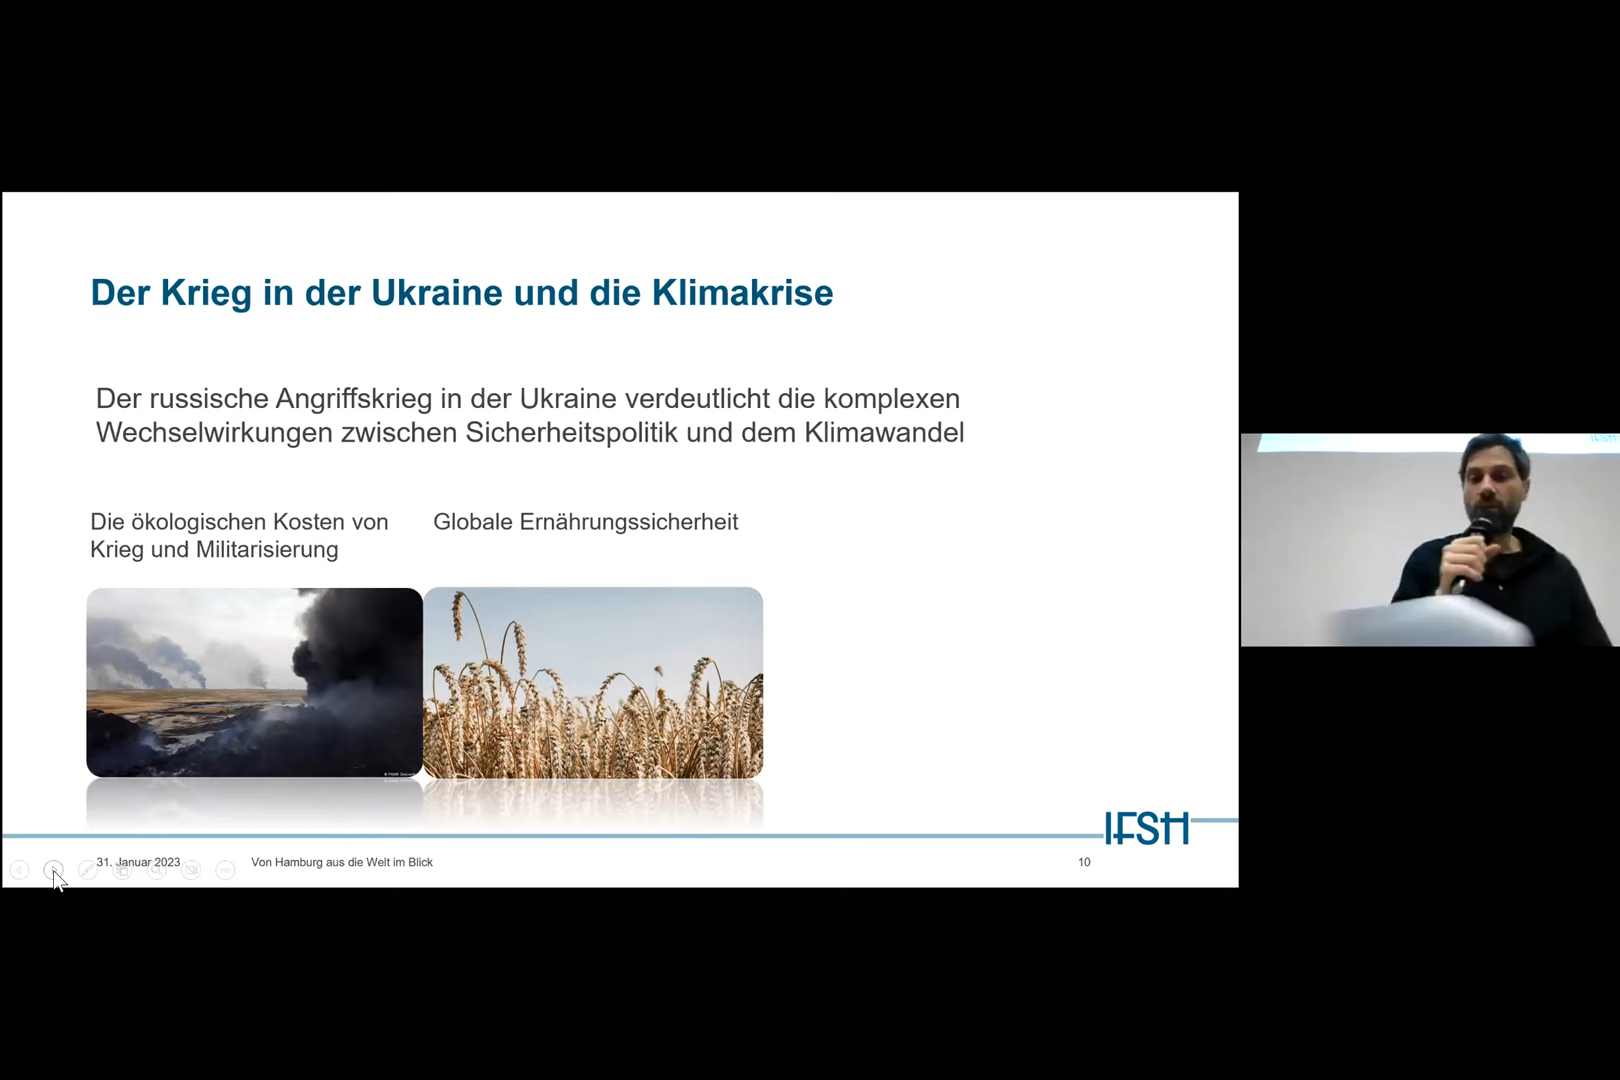 Der Krieg in der Ukraine und die Klimakrise
Der russische Angriffskrieg in der Ukraine verdeutlicht die komplexen
Wechselwirkungen zwischen Sicherheitspolitik und dem Klimawandel
Die ökologischen Kosten von
Krieg und Militarisierung
Globale Ernährungssicherheit
IFSH
31. Januar 2023
Von Hamburg aus die Welt im Blick
10